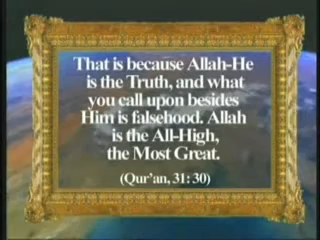 That is because Allah-He
is the Truth, and what
you call upon besides
Him is falsehood. Allah
is the All-High,
the Most Great.
(Qur'an, 31: 30)